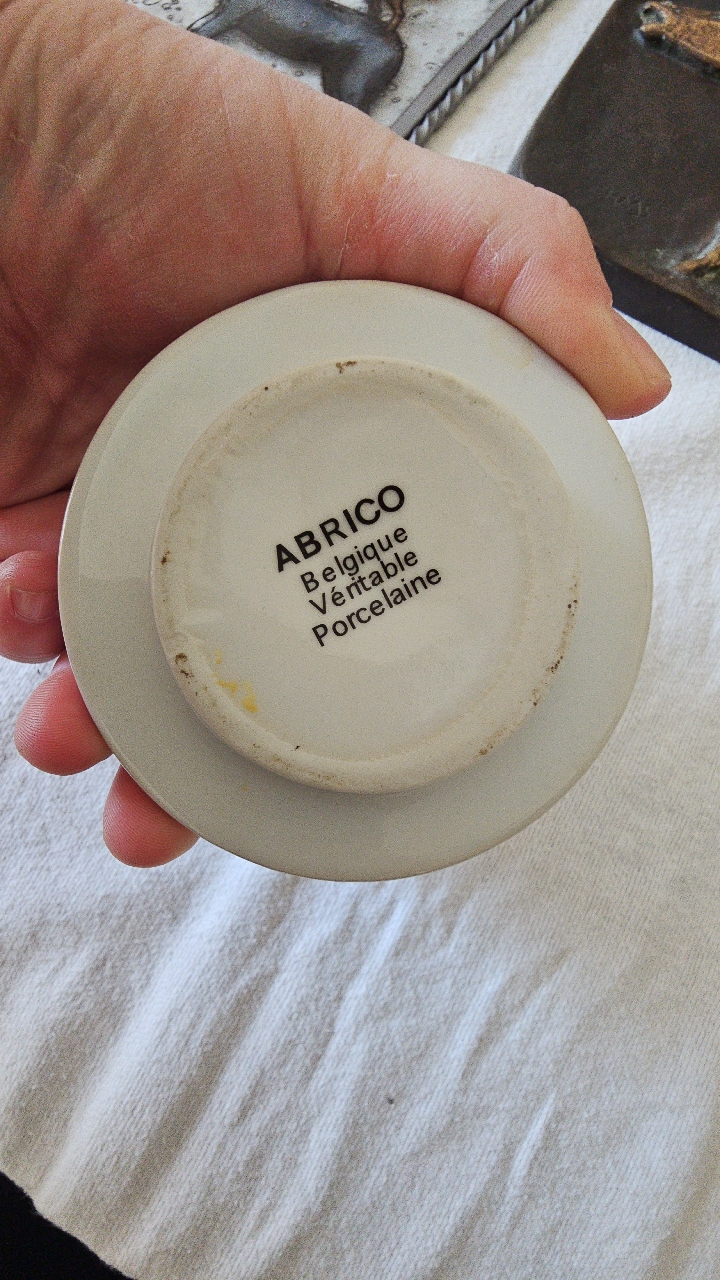 ABRICO
Belgique
Véritable
Porcelaine